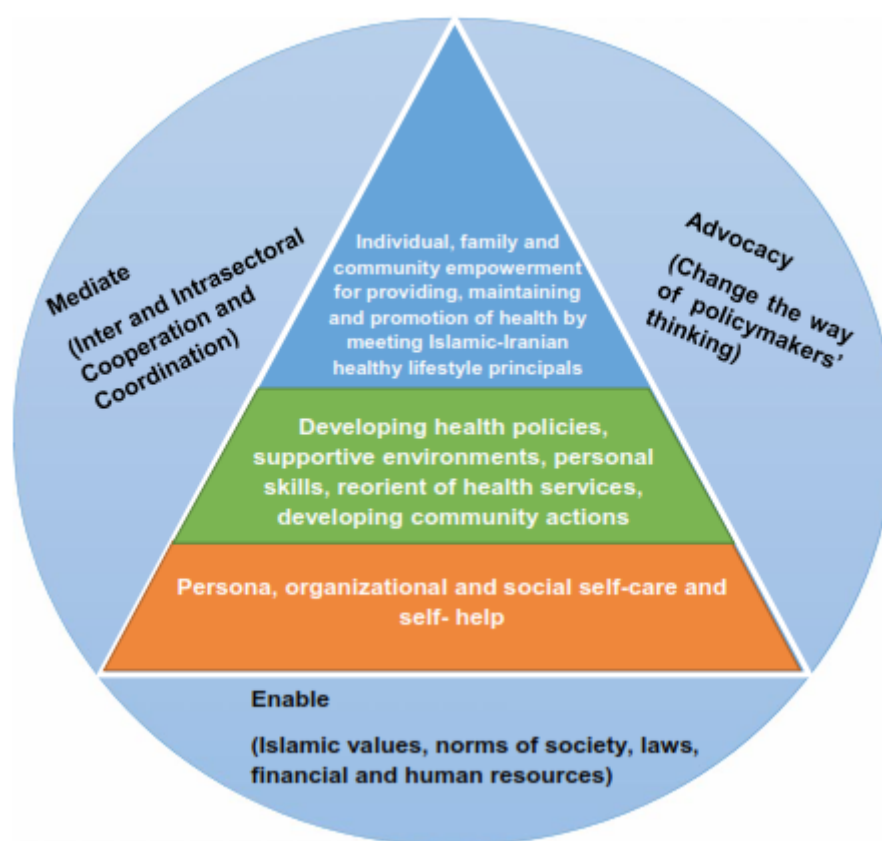 Individual, family and
community empowerment
for providing, maintaining
and promotion of health by
meeting Islamic-Iranian
healthy lifestyle principals
Developing health policies,
supportive environments, personal
skills, reorient of health services,
developing community actions
Persona, organizational and social self-care and
self- help
Mediate
(Inter and Intrasectoral
Cooperation and
Coordination)
Advocacy
(Change the way
of policymakers'
thinking)
Enable
(Islamic values, norms of society, laws,
financial and human resources)